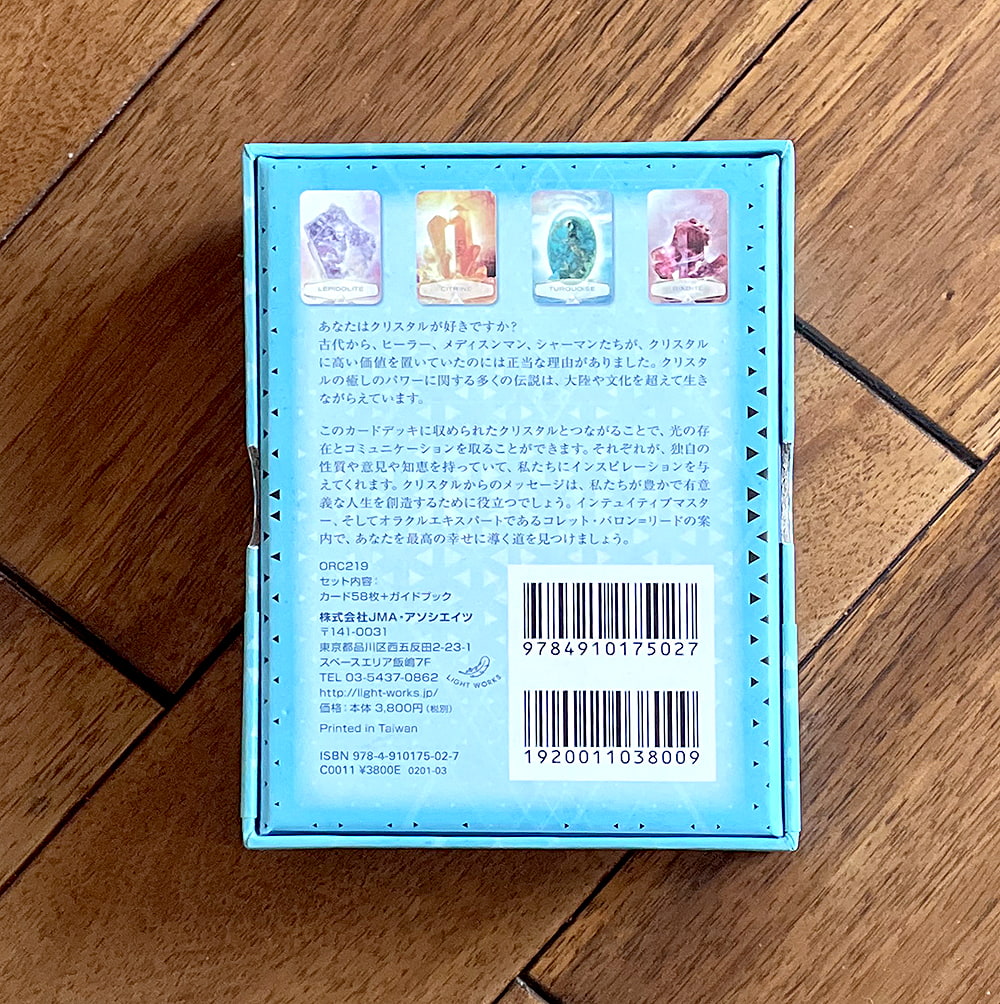 LEPIDOLITE
CITRINE
TURQUOISE
あなたはクリスタルが好きですか?
古代から、ヒーラー、メディスンマン、シャーマンたちが、クリスタル
に高い価値を置いていたのには正当な理由がありました。クリスタ
ルの癒しのパワーに関する多くの伝説は、大陸や文化を超えて生き
ながらえています。
このカードデッキに収められたクリスタルとつながることで、光の存
在とコミュニケーションを取ることができます。それぞれが、独自の
性質や意見や知恵を持っていて、私たちにインスピレーションを与
えてくれます。クリスタルからのメッセージは、私たちが豊かで有意
義な人生を創造するために役立つでしょう。インテュイティブマスタ
ー、そしてオラクルエキスパートであるコレット・バロン=リードの案
内で、あなたを最高の幸せに導く道を見つけましょう。
ORC219
セット内容:
カード58枚+ガイドブック
株式会社JMA・アソシエイツ
〒141-0031
東京都品川区西五反田2-23-1
スペースエリア飯嶋7F
TEL 03-5437-0862
http://light-works.jp/
価格:本体 3,800円(税別)
Printed in Taiwan
ISBN 978-4-910175-02-7
C0011 ¥3800E 0201-03
LIGHT WORKS
9784910175027
1920011038009